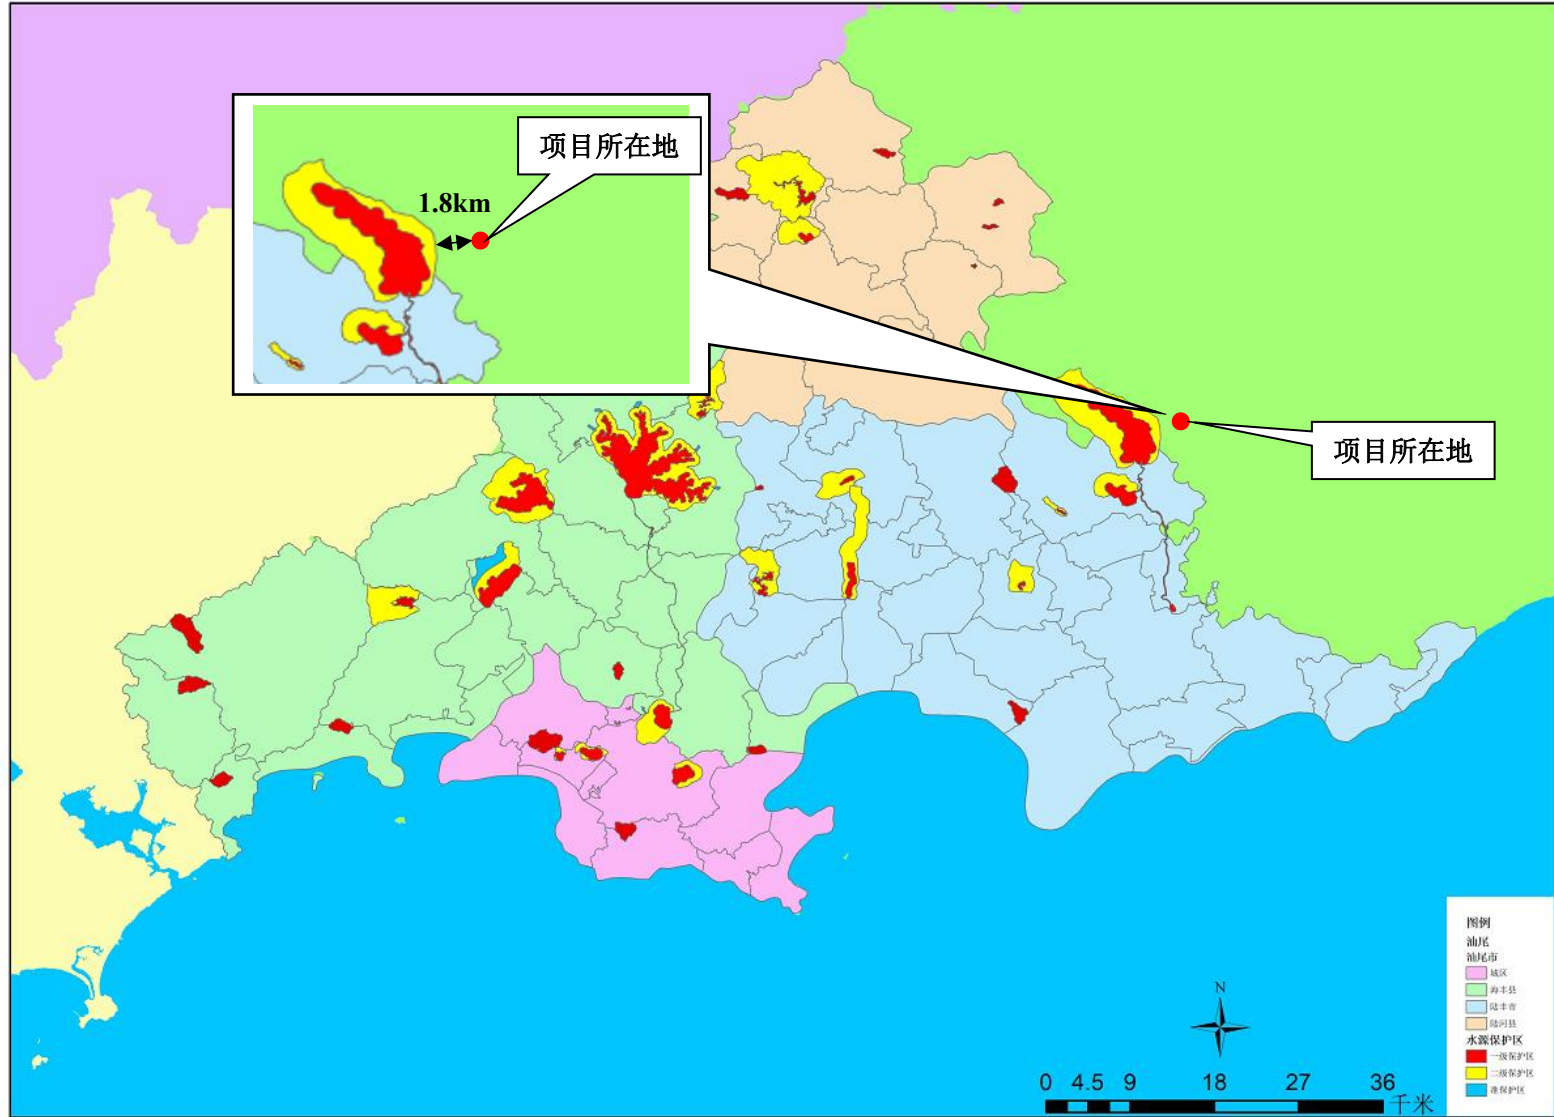 项目所在地
1.8km
项目所在地
图例
汕尾
汕尾市
城区
海丰县
陆丰市
陆河县
水源保护区
一级保护区
二级保护区
准保护区
N
0 4.5 9 18 27 36
千米